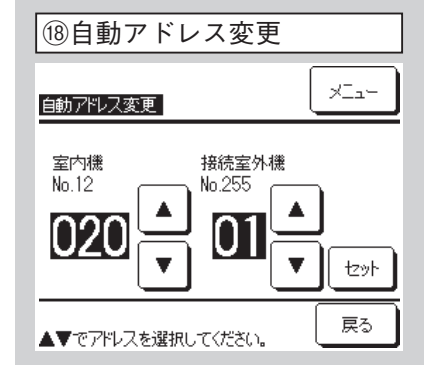 ⑱自動アドレス変更
メニュー
自動アドレス変更
室内機 接続室外機
No.12 No.255
020 ▲ ▼ 01 ▲ ▼
セット
戻る
▲▼でアドレスを選択してください。